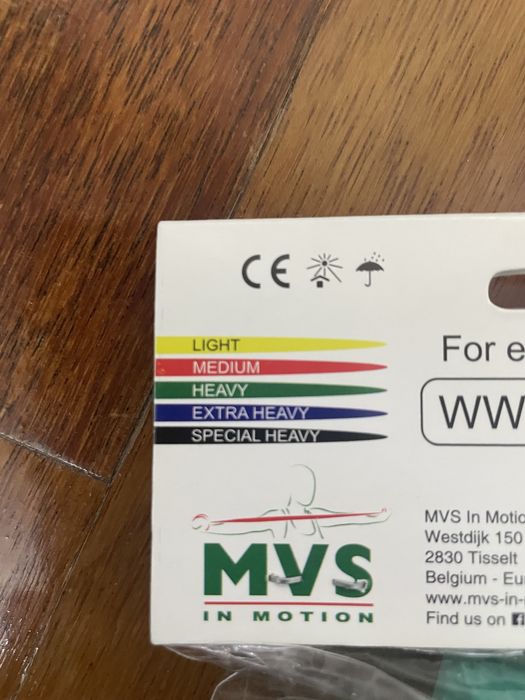 CE
LIGHT
MEDIUM
HEAVY
EXTRA HEAVY
SPECIAL HEAVY
For e
WW
MVS
IN MOTION
MVS In Motio
Westdijk 150
2830 Tisselt
Belgium - Eu
www.mvs-in-
Find us on